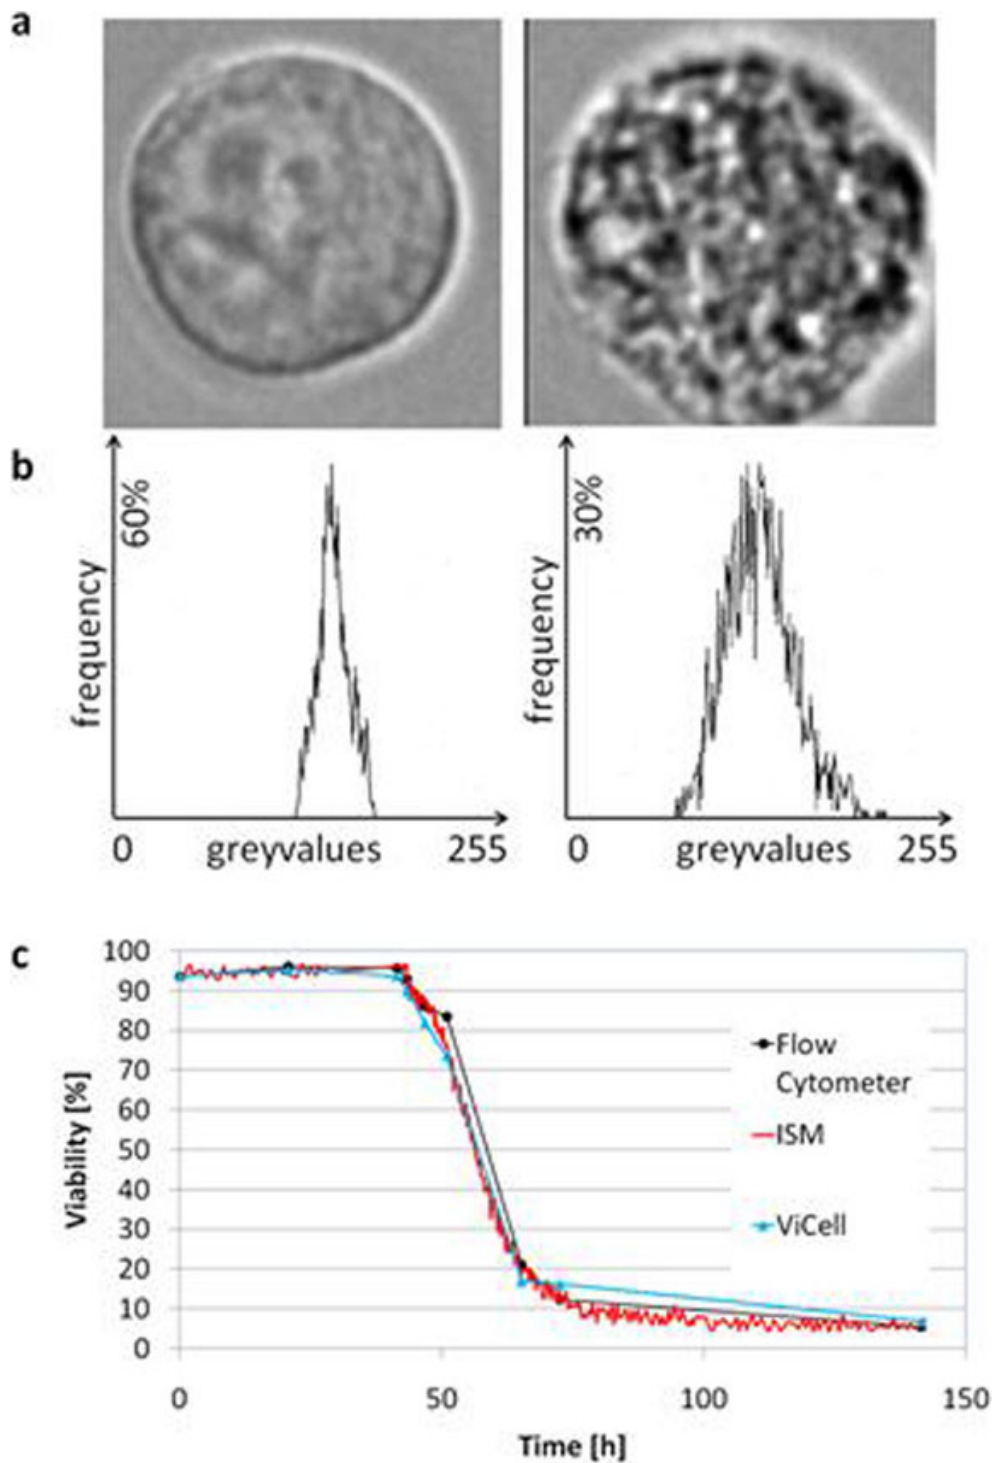 a
b
60%
frequency
0 greyvalues 255
30%
frequency
0 greyvalues 255
c
100
90
80
70
60
50
40
30
20
10
0
Viability [%]
0 50 100 150
Time [h]
Flow
Cytometer
ISM
ViCell